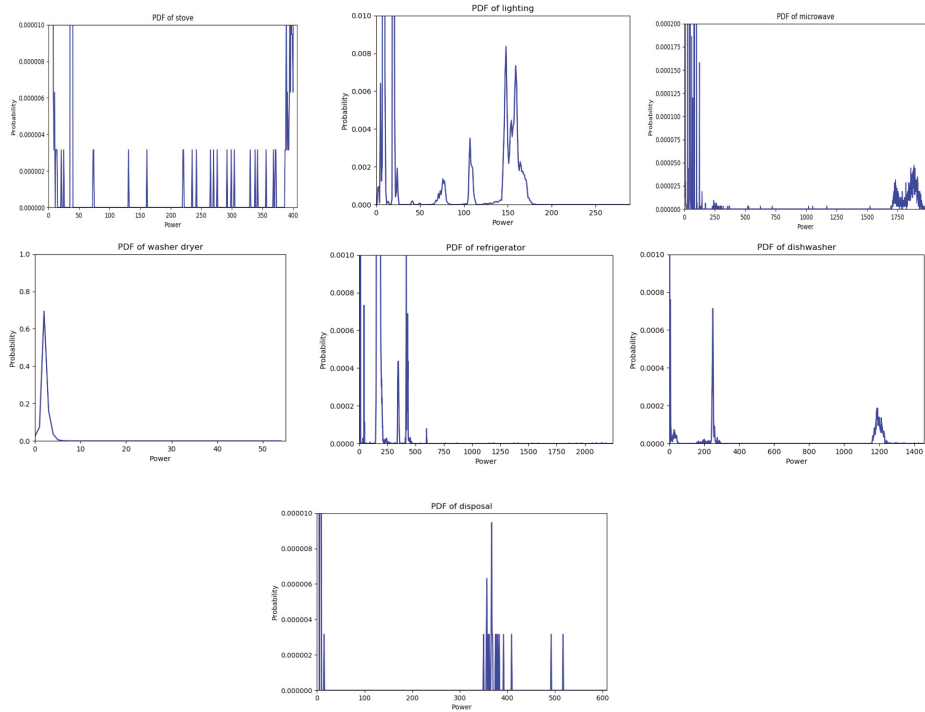 PDF of stove
0.000010
0.000008
0.000006
0.000004
0.000002
0.000000
Probability
0 50 100 150 200 250 300 350 400
Power
PDF of lighting
0.010
0.008
0.006
0.004
0.002
0.000
Probability
0 50 100 150 200 250
Power
PDF of microwave
0.000200
0.000175
0.000150
0.000125
0.000100
0.000075
0.000050
0.000025
0.000000
Probability
0 250 500 750 1000 1250 1500 1750
Power
PDF of washer dryer
1.0
0.8
0.6
0.4
0.2
0.0
Probability
0 10 20 30 40 50
Power
PDF of refrigerator
0.0010
0.0008
0.0006
0.0004
0.0002
0.0000
Probability
0 250 500 750 1000 1250 1500 1750 2000
Power
PDF of dishwasher
0.0010
0.0008
0.0006
0.0004
0.0002
0.0000
Probability
0 200 400 600 800 1000 1200 1400
Power
PDF of disposal
0.000010
0.000008
0.000006
0.000004
0.000002
0.000000
Probability
0 100 200 300 400 500 600
Power